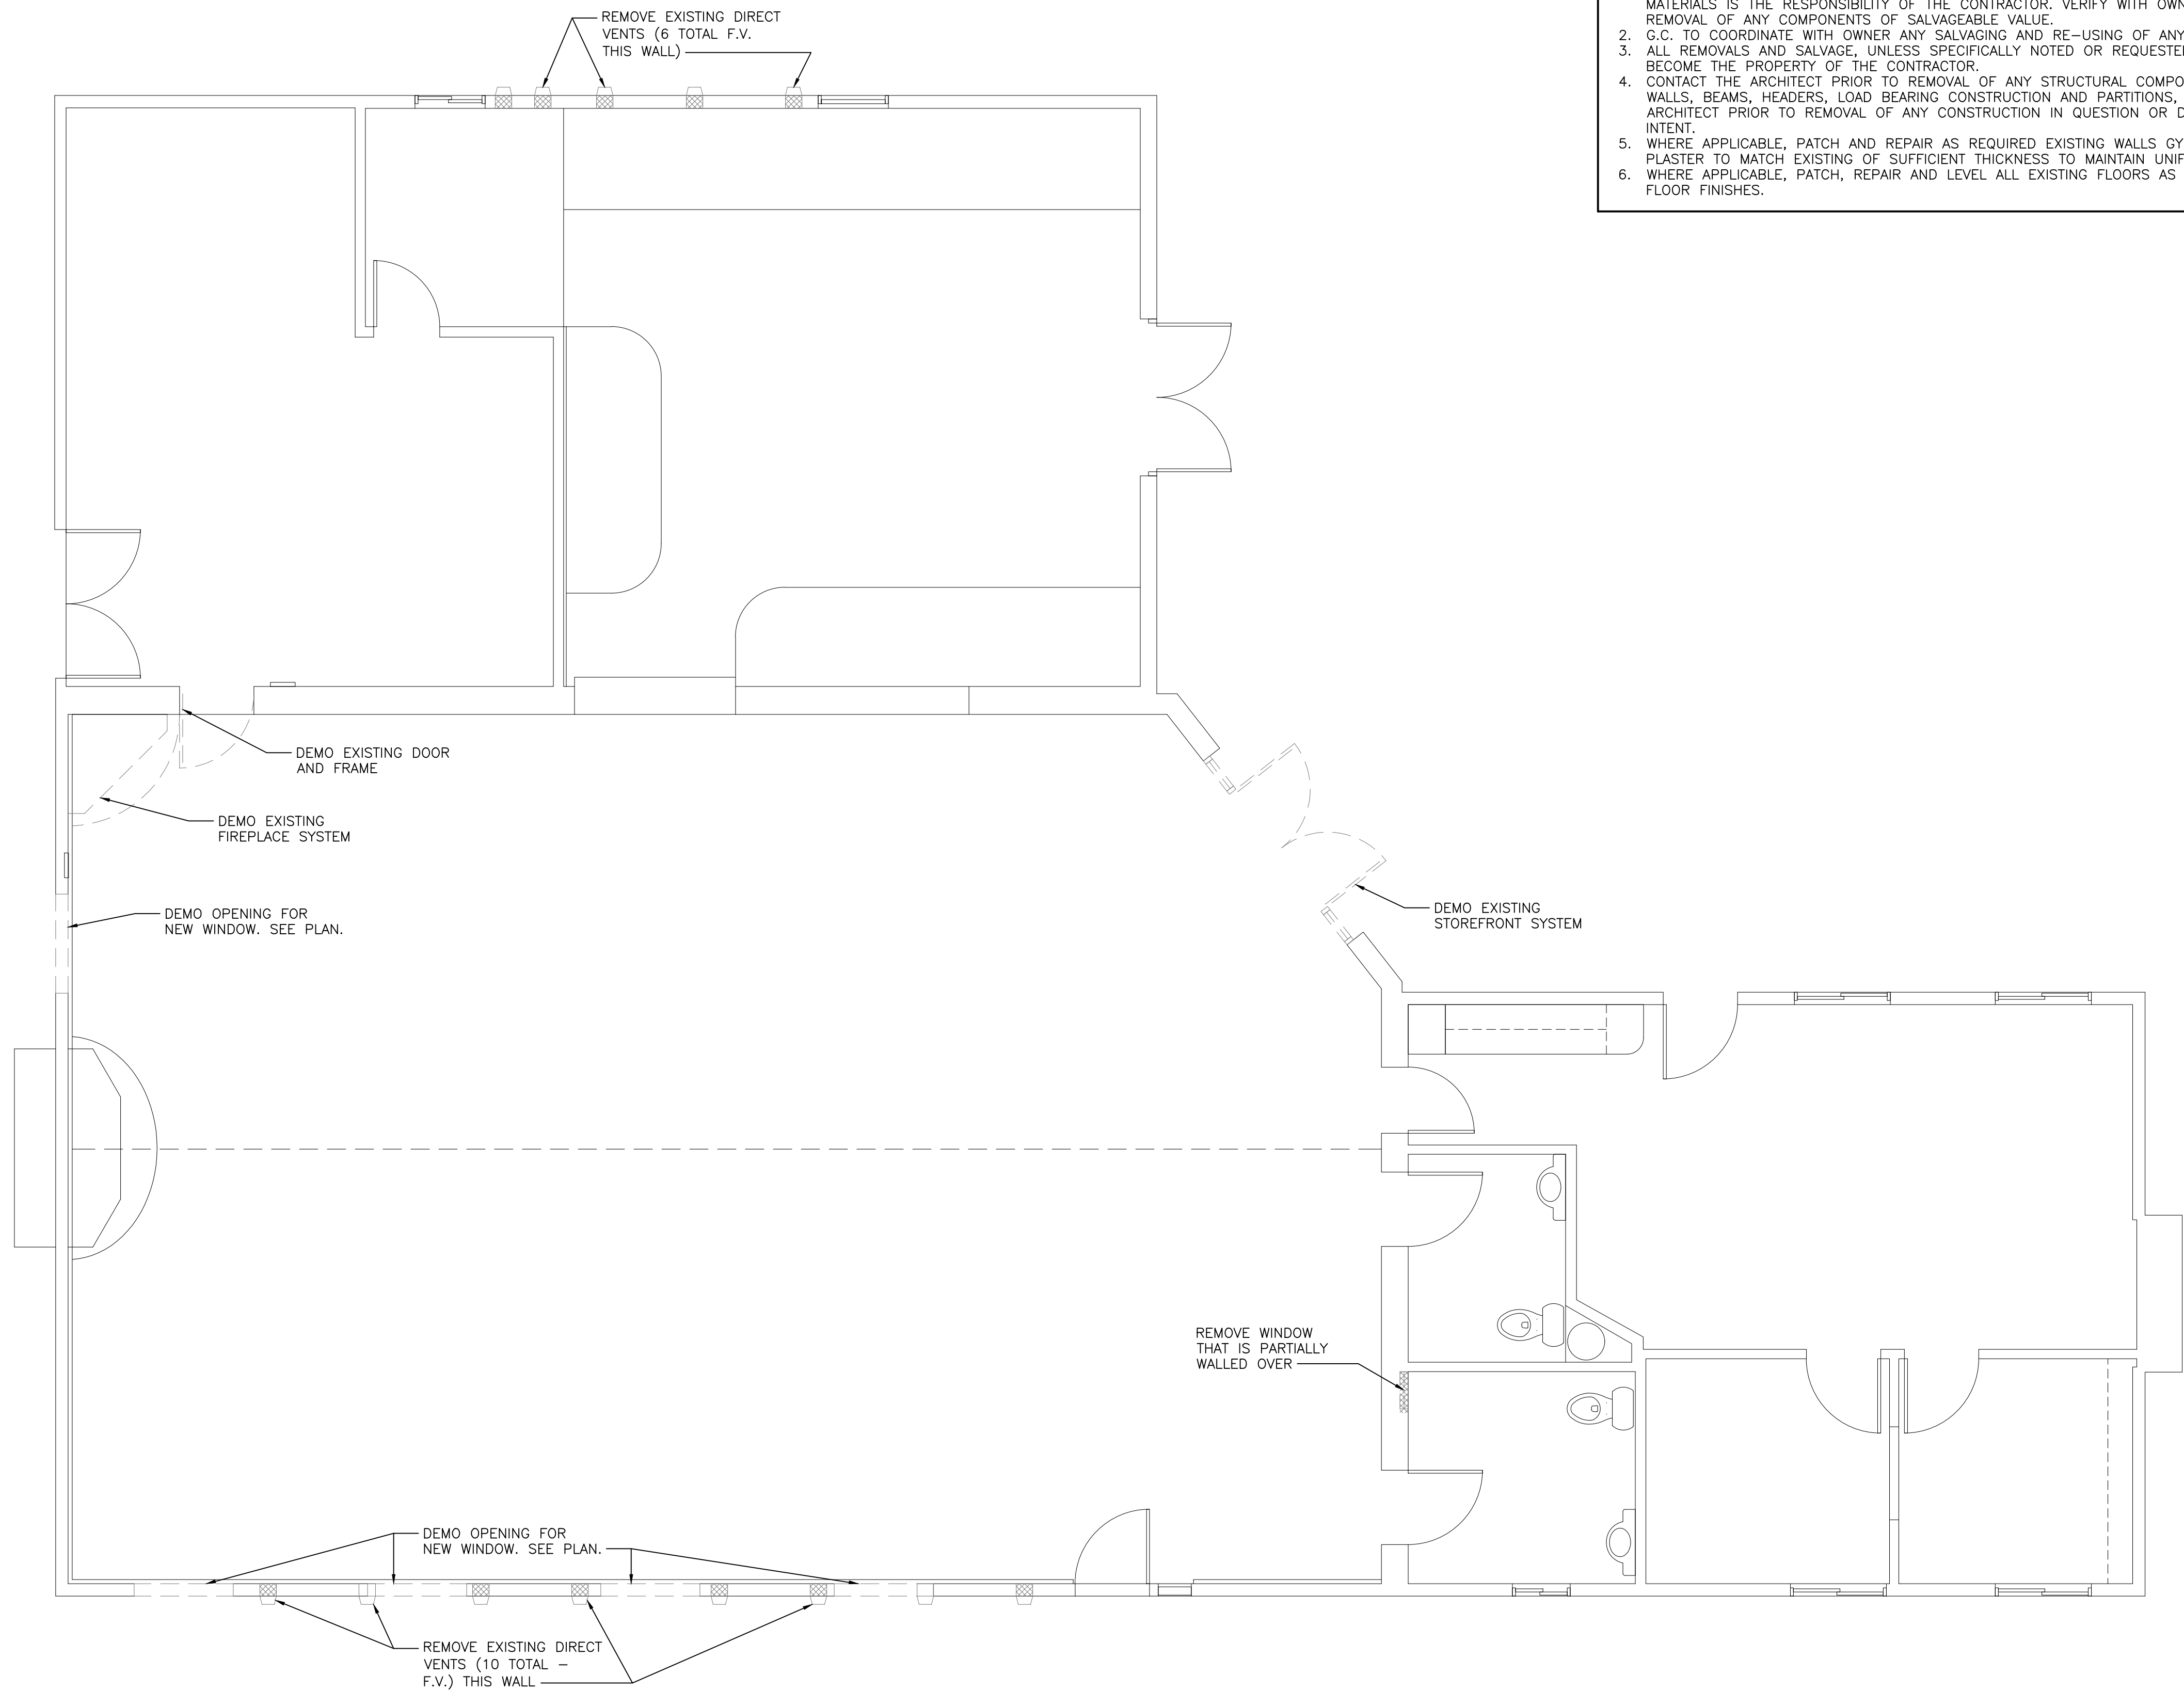 REMOVE EXISTING DIRECT
VENTS (6 TOTAL F.V.
THIS WALL)
MATERIALS IS THE RESPONSIBILITY OF THE CONTRACTOR. VERIFY WITH
REMOVAL OF ANY COMPONENTS OF SALVAGEABLE VALUE.
2. G.C. TO COORDINATE WITH OWNER ANY SALVAGING AND RE-USING OF ANY
3. ALL REMOVALS AND SALVAGE, UNLESS SPECIFICALLY NOTED OR
BECOME THE PROPERTY OF THE CONTRACTOR.
4. CONTACT THE ARCHITECT PRIOR TO REMOVAL OF ANY STRUCTURAL
WALLS, BEAMS, HEADERS, LOAD BEARING CONSTRUCTION AND PARTITIONS,
ARCHITECT PRIOR TO REMOVAL OF ANY CONSTRUCTION IN QUESTION OR
INTENT.
5. WHERE APPLICABLE, PATCH AND REPAIR AS REQUIRED EXISTING WALLS
PLASTER TO MATCH EXISTING OF SUFFICIENT THICKNESS TO MAINTAIN
6. WHERE APPLICABLE, PATCH, REPAIR AND LEVEL ALL EXISTING FLOORS AS
FLOOR FINISHES.
DEMO EXISTING DOOR
AND FRAME
DEMO EXISTING
FIREPLACE SYSTEM
DEMO OPENING FOR
NEW WINDOW. SEE PLAN.
DEMO EXISTING
STOREFRONT SYSTEM
REMOVE WINDOW
THAT IS PARTIALLY
WALLED OVER
DEMO OPENING FOR
NEW WINDOW. SEE PLAN.
REMOVE EXISTING DIRECT
VENTS (10 TOTAL -
F.V.) THIS WALL